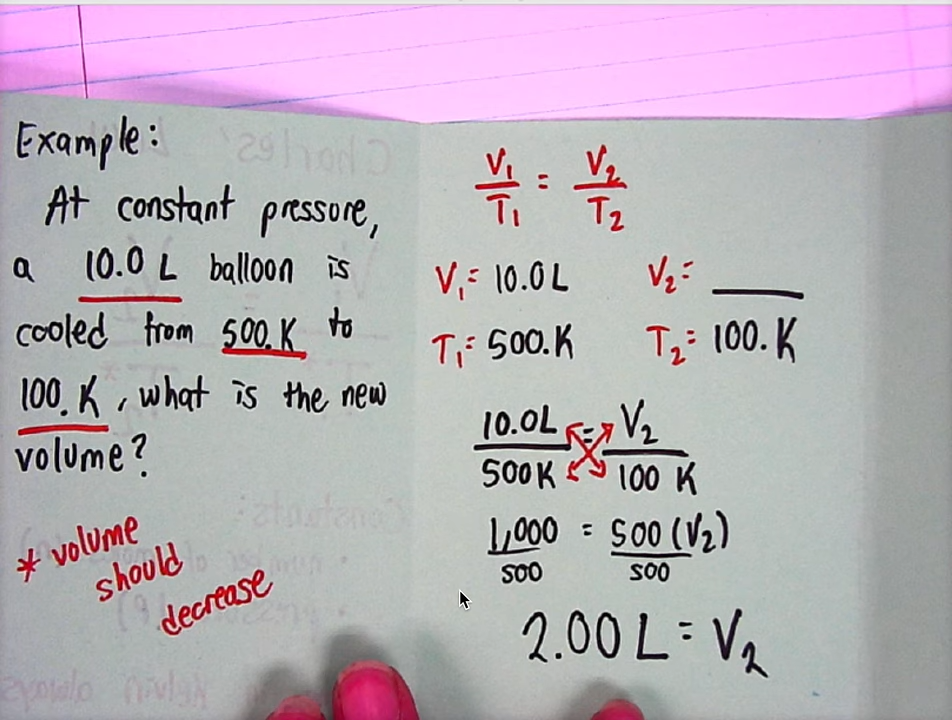 Example:
At constant pressure,
a 10.0 L balloon is
cooled from 500.K to
100.K, what is the new
volume?
* volume
should
decrease
V₁/T₁ = V₂/T₂
V₁= 10.0L V₂= ____
T₁= 500.K T₂= 100.K
10.0L/500K = V₂/100 K
1,000/500 = 500(V₂)/500
2.00 L = V₂